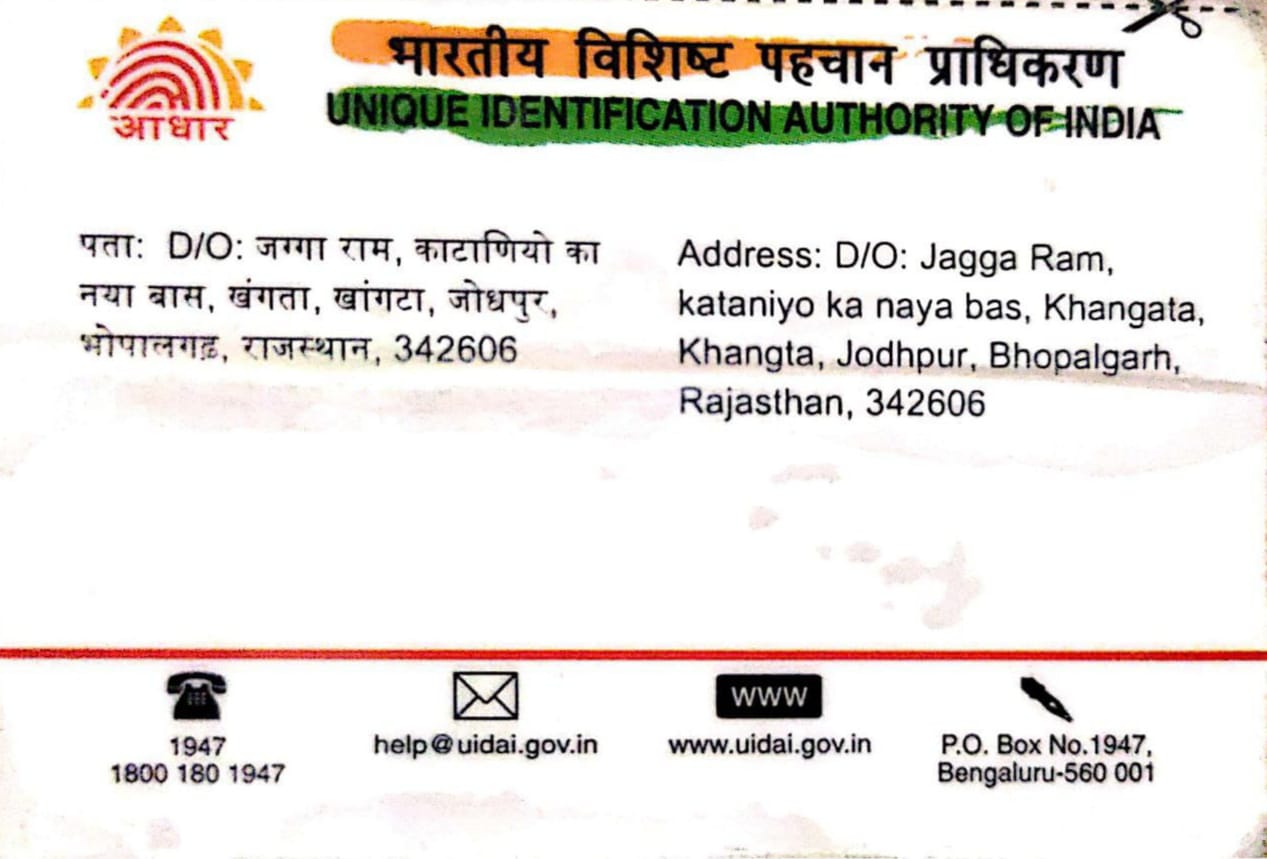 आधार
भारतीय विशिष्ट पहचान प्राधिकरण
UNIQUE IDENTIFICATION AUTHORITY OF INDIA
पता: D/O: जग्गा राम, काटाणियो का
नया बास, खंगता, खांगटा, जोधपुर,
भोपालगढ़, राजस्थान, 342606
Address: D/O: Jagga Ram,
kataniyo ka naya bas, Khangata,
Khangta, Jodhpur, Bhopalgarh,
Rajasthan, 342606
1947
1800 180 1947
help@uidai.gov.in
www
www.uidai.gov.in
P.O. Box No.1947,
Bengaluru-560 001